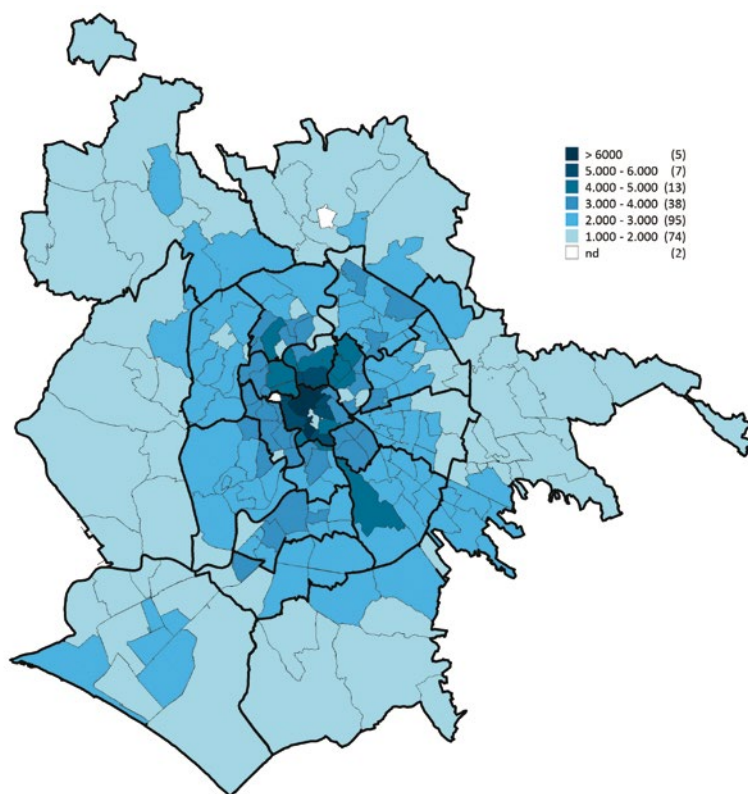 > 6000 (5)
5.000 - 6.000 (7)
4.000 - 5.000 (13)
3.000 - 4.000 (38)
2.000 - 3.000 (95)
1.000 - 2.000 (74)
nd (2)